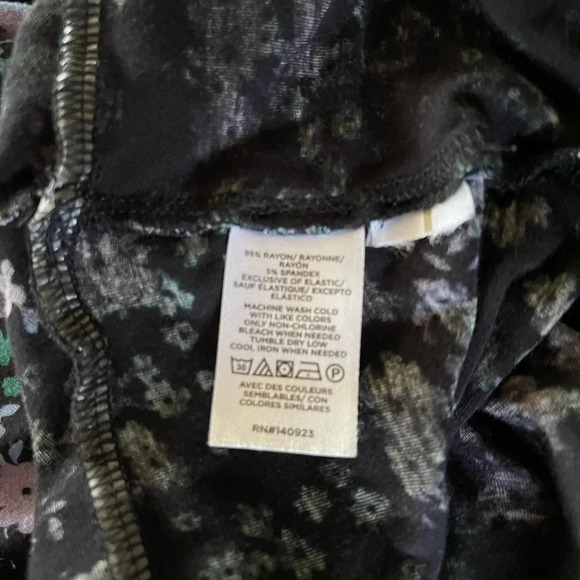 95% RAYON/ RAYONNE/
RAYÓN
5% SPANDEX
EXCLUSIVE OF ELASTIC/
SAUF ÉLASTIQUE/ EXCEPTO
ELÁSTICO
MACHINE WASH COLD
WITH LIKE COLORS
ONLY NON-CHLORINE
BLEACH WHEN NEEDED
TUMBLE DRY LOW
COOL IRON WHEN NEEDED
30 P
AVEC DES COULEURS
SEMBLABLES/ CON
COLORES SIMILARES
RN#140923